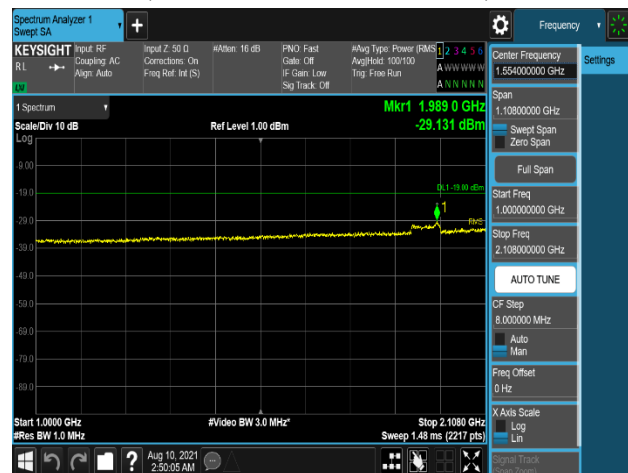 Spectrum Analyzer 1
Swept SA
Frequency
KEYSIGHT
Input: RF
Input Z: 50 Ω
#Atten: 16 dB
PNO: Fast
#Avg Type: Power (RMS
1 2 3 4 5 6
RL
Coupling: AC
Corrections: On
Gate: Off
Avg|Hold: 100/100
A W W W W W
Align: Auto
Freq Ref: Int (S)
IF Gain: Low
Trig: Free Run
Sig Track: Off
A N N N N N
1 Spectrum
Mkr1 1.989 0 GHz
Scale/Div 10 dB
Ref Level 1.00 dBm
-29.131 dBm
Log
-9.00
-19.0
DL1 -19.00 dBm
1
-29.0
RMS
-39.0
-49.0
-59.0
-69.0
-79.0
-89.0
Start 1.0000 GHz
#Video BW 3.0 MHz*
Stop 2.1080 GHz
#Res BW 1.0 MHz
Sweep 1.48 ms (2217 pts)
?
Aug 10, 2021
2:50:05 AM
Center Frequency
1.554000000 GHz
Settings
Span
1.10800000 GHz
Swept Span
Zero Span
Full Span
Start Freq
1.000000000 GHz
Stop Freq
2.108000000 GHz
AUTO TUNE
CF Step
8.000000 MHz
Auto
Man
Freq Offset
0 Hz
X Axis Scale
Log
Lin
Signal Track
(Span Zoom)